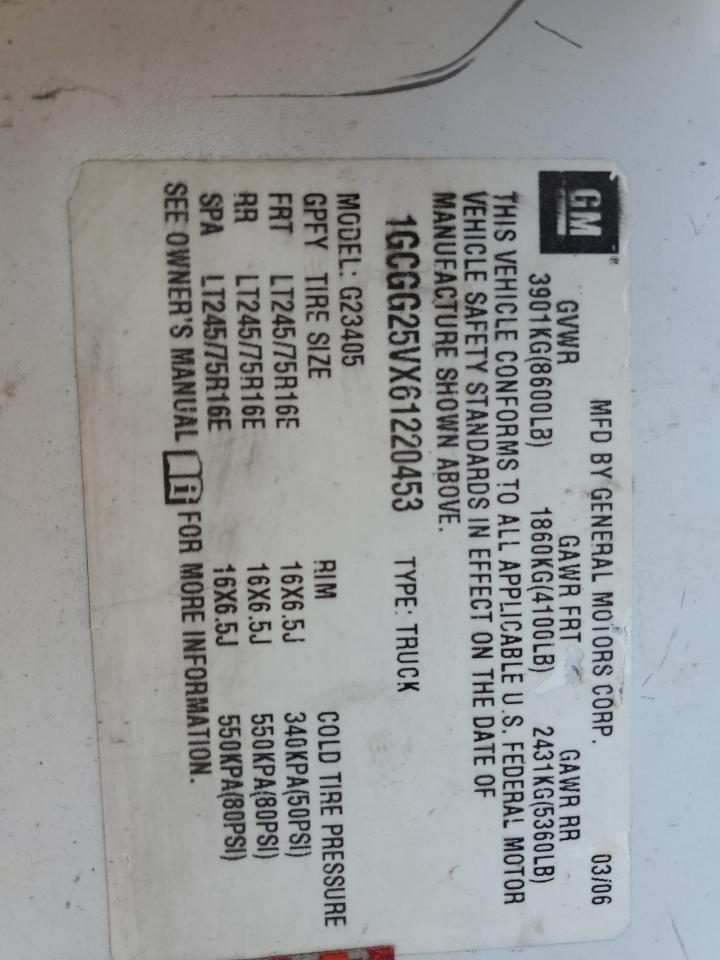 GM®
MFD BY GENERAL MOTORS CORP. 03/06
GVWR GAWR FRT GAWR RR
3901KG(8600LB) 1860KG(4100LB) 2431KG(5360LB)
THIS VEHICLE CONFORMS TO ALL APPLICABLE U.S. FEDERAL MOTOR
VEHICLE SAFETY STANDARDS IN EFFECT ON THE DATE OF
MANUFACTURE SHOWN ABOVE.
1GCGG25VX61220453 TYPE: TRUCK
MODEL: G23405
GPFY TIRE SIZE RIM COLD TIRE PRESSURE
FRT LT245/75R16E 16X6.5J 340KPA(50PSI)
RR LT245/75R16E 16X6.5J 550KPA(80PSI)
SPA LT245/75R16E 16X6.5J 550KPA(80PSI)
SEE OWNER'S MANUAL FOR MORE INFORMATION.